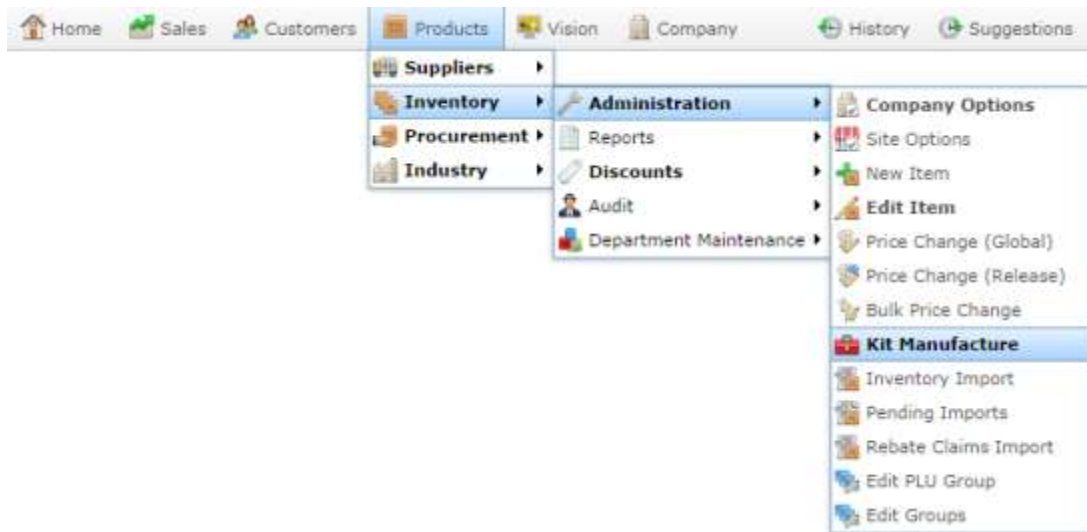 Home Sales Customers Products Vision Company History Suggestions
Suppliers
Inventory Administration Company Options
Procurement Reports Site Options
Industry Discounts New Item
Audit Edit Item
Department Maintenance Price Change (Global)
Price Change (Release)
Bulk Price Change
Kit Manufacture
Inventory Import
Pending Imports
Rebate Claims Import
Edit PLU Group
Edit Groups